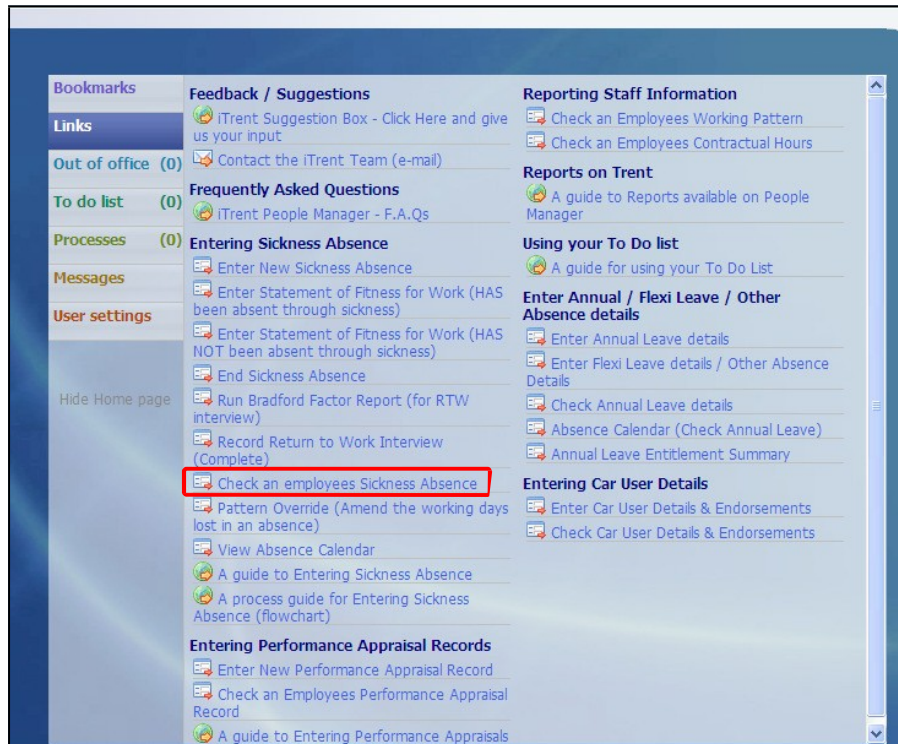 Bookmarks
Links
Out of office (0)
To do list (0)
Processes (0)
Messages
User settings
Hide Home page
Feedback / Suggestions
iTrent Suggestion Box - Click Here and give
us your input
Contact the iTrent Team (e-mail)
Frequently Asked Questions
iTrent People Manager - F.A.Qs
Entering Sickness Absence
Enter New Sickness Absence
Enter Statement of Fitness for Work (HAS
been absent through sickness)
Enter Statement of Fitness for Work (HAS
NOT been absent through sickness)
End Sickness Absence
Run Bradford Factor Report (for RTW
interview)
Record Return to Work Interview
(Complete)
Check an employees Sickness Absence
Pattern Override (Amend the working days
lost in an absence)
View Absence Calendar
A guide to Entering Sickness Absence
A process guide for Entering Sickness
Absence (flowchart)
Entering Performance Appraisal Records
Enter New Performance Appraisal Record
Check an Employees Performance Appraisal
Record
A guide to Entering Performance Appraisals
Reporting Staff Information
Check an Employees Working Pattern
Check an Employees Contractual Hours
Reports on Trent
A guide to Reports available on People
Manager
Using your To Do list
A guide for using your To Do List
Enter Annual / Flexi Leave / Other
Absence details
Enter Annual Leave details
Enter Flexi Leave details / Other Absence
Details
Check Annual Leave details
Absence Calendar (Check Annual Leave)
Annual Leave Entitlement Summary
Entering Car User Details
Enter Car User Details & Endorsements
Check Car User Details & Endorsements